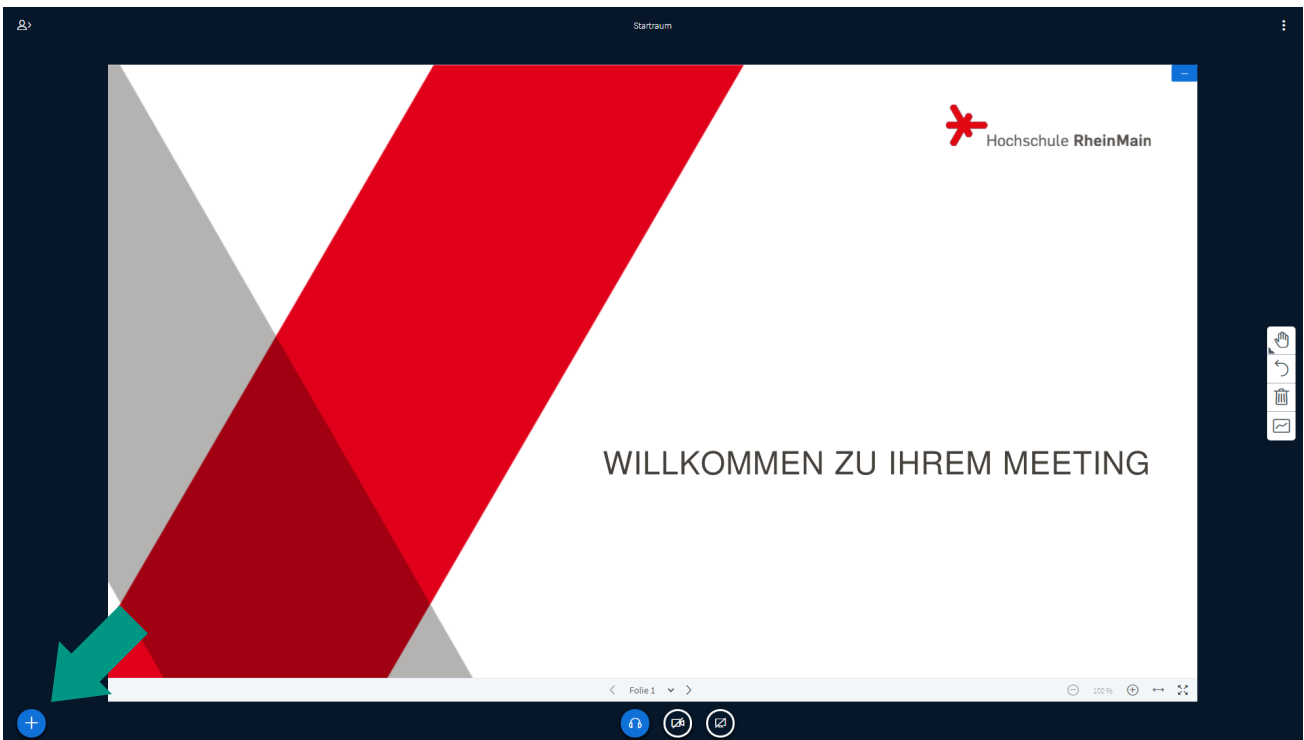 Startraum
Hochschule RheinMain
WILLKOMMEN ZU IHREM MEETING
Folie 1
100 %